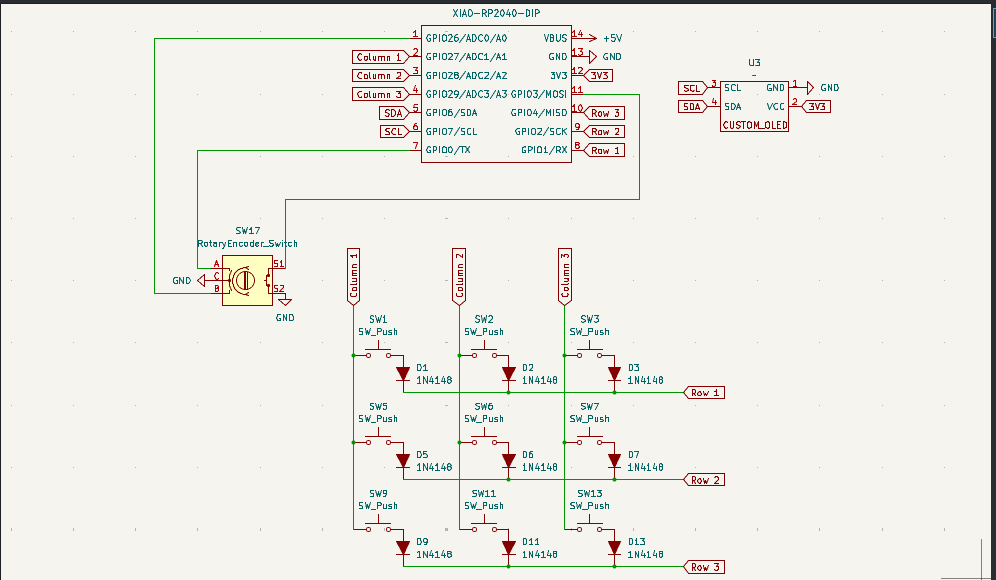 XIAO-RP2040-DIP
1 GPIO26/ADC0/A0 VBUS 14 +5V
Column 1 2 GPIO27/ADC1/A1 GND 13 GND
Column 2 3 GPIO28/ADC2/A2 3V3 12 3V3
Column 3 4 GPIO29/ADC3/A3 GPIO3/MOSI 11
SDA 5 GPIO6/SDA GPIO4/MISO 10 Row 3
SCL 6 GPIO7/SCL GPIO2/SCK 9 Row 2
7 GPIO0/TX GPIO1/RX 8 Row 1
U3
-
SCL 3 SCL GND 1 GND
SDA 4 SDA VCC 2 3V3
CUSTOM_OLED
SW17
RotaryEncoder_Switch
A S1
GND C
B S2
GND
Column 1 Column 2 Column 3
SW1 SW2 SW3
SW_Push SW_Push SW_Push
D1 D2 D3
1N4148 1N4148 1N4148
Row 1
SW5 SW6 SW7
SW_Push SW_Push SW_Push
D5 D6 D7
1N4148 1N4148 1N4148
Row 2
SW9 SW11 SW13
SW_Push SW_Push SW_Push
D9 D11 D13
1N4148 1N4148 1N4148
Row 3